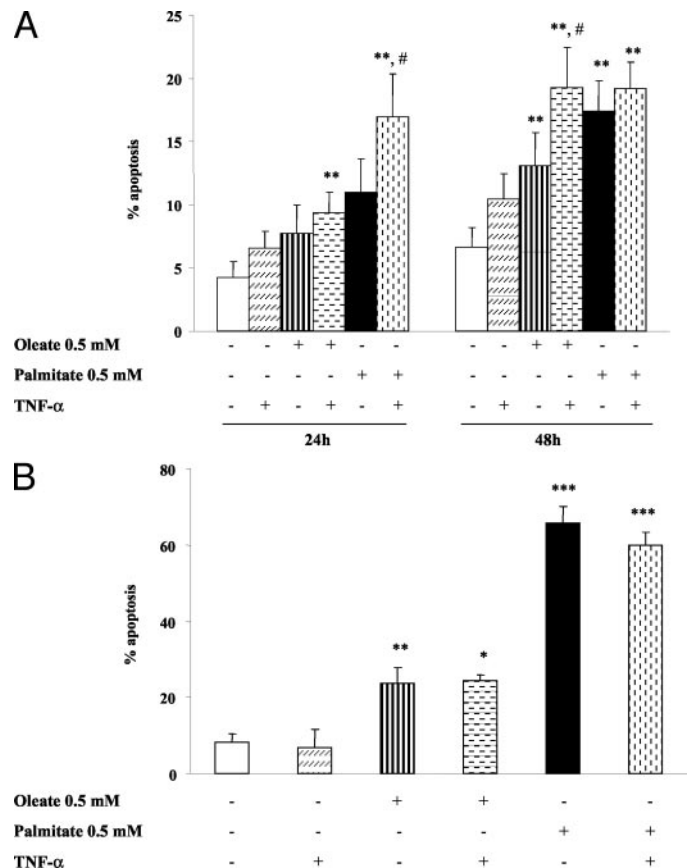 A
25
**, #
**, #
**
**
20
**
% apoptosis
15
**
10
5
0
Oleate 0.5 mM - - + + - - - - + + - -
Palmitate 0.5 mM - - - - + + - - - - + +
TNF-α - + - + - + - + - + - +
24h 48h
B
80
***
***
60
% apoptosis
40
**
*
20
0
Oleate 0.5 mM - - + + - -
Palmitate 0.5 mM - - - - + +
TNF-α - + - + - +